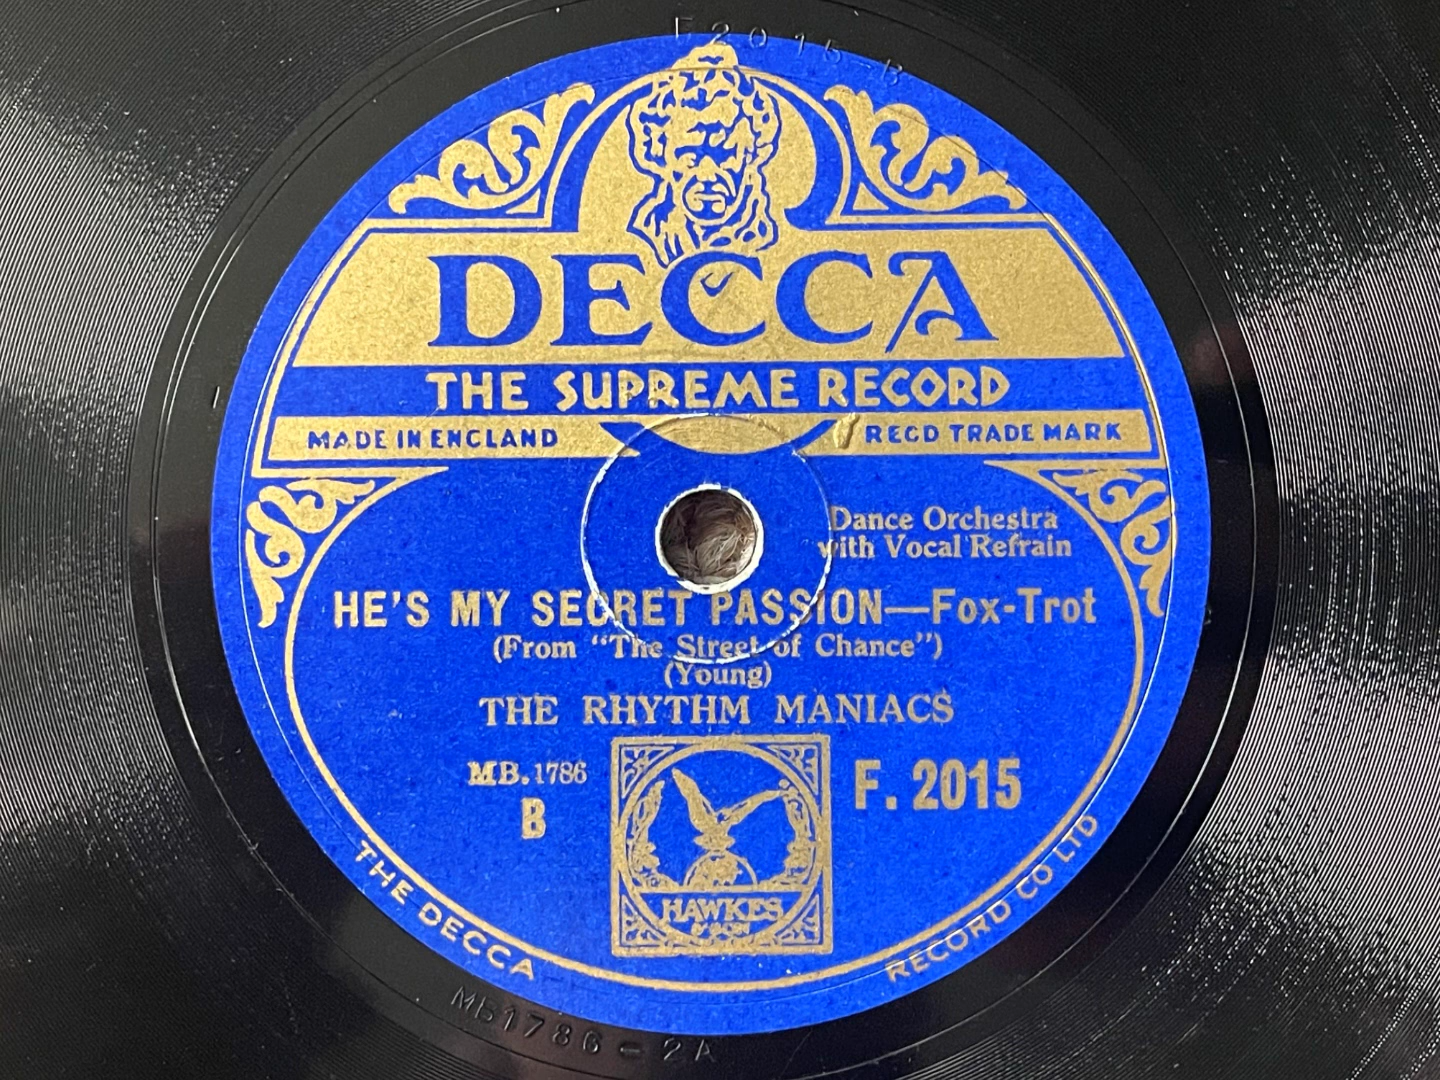 F2015-B
DECCA
THE SUPREME RECORD
MADE IN ENGLAND
REGD TRADE MARK
Dance Orchestra
with Vocal Refrain
HE'S MY SECRET PASSION—Fox-Trot
(From "The Street of Chance")
(Young)
THE RHYTHM MANIACS
MB.1786
B
F. 2015
HAWKES
& SON
THE DECCA RECORD CO LTD
MB1786-2A